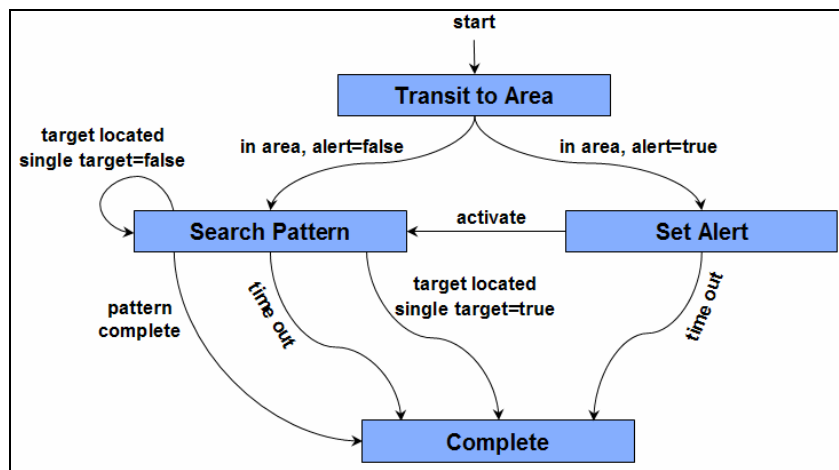 start
Transit to Area
target located
single target=false
in area, alert=false
in area, alert=true
Search Pattern
activate
Set Alert
pattern
complete
time out
target located
single target=true
time out
Complete